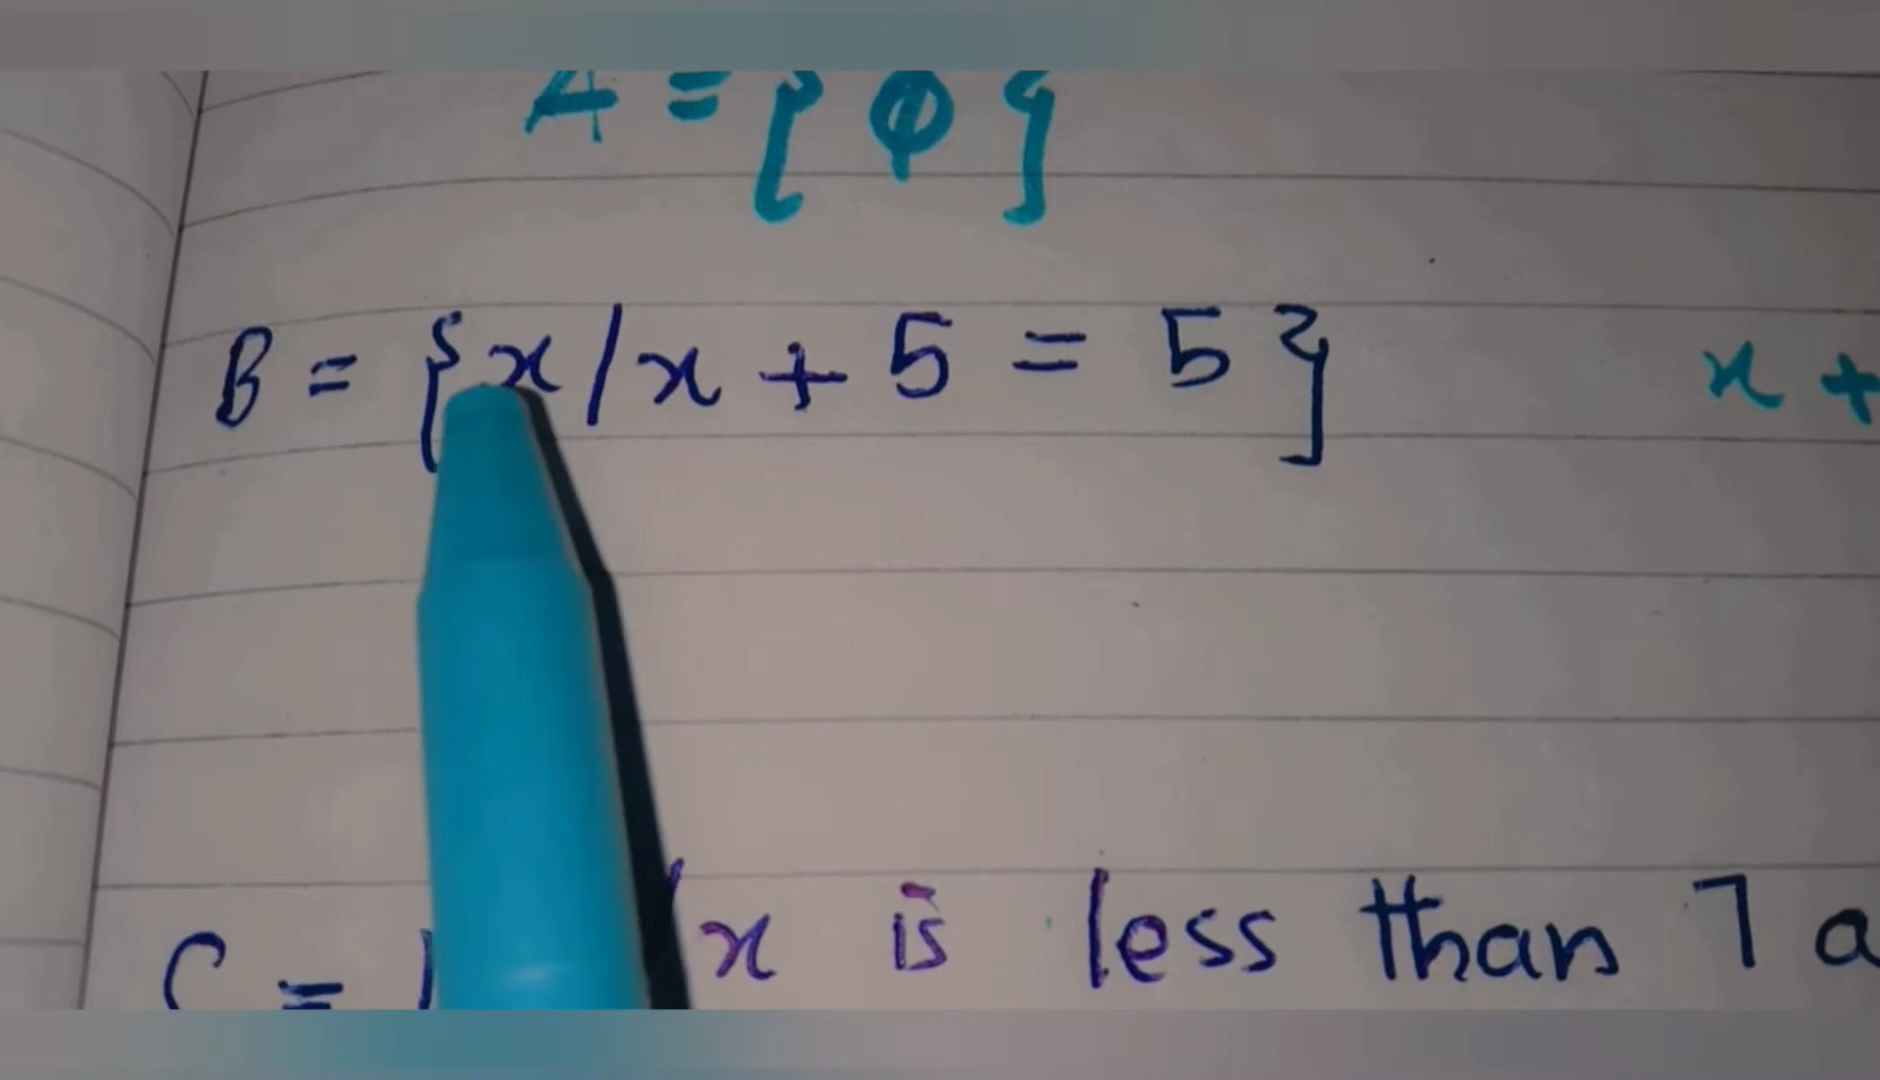 A = {φ}
B = {x/x + 5 = 5} x +
C = x is less than 7 a